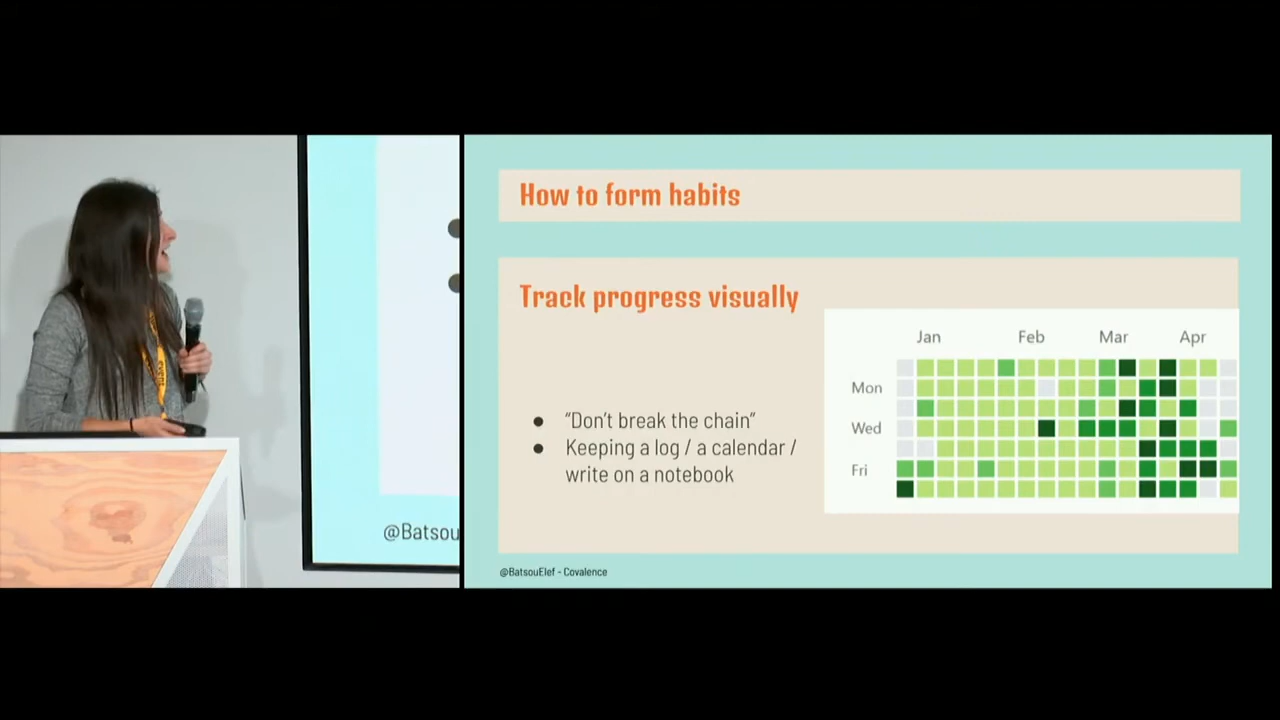 How to form habits
Track progress visually
Jan Feb Mar Apr
Mon
Wed
Fri
● “Don’t break the chain”
● Keeping a log / a calendar /
write on a notebook
@BatsouElef - Covalence
@Batsou